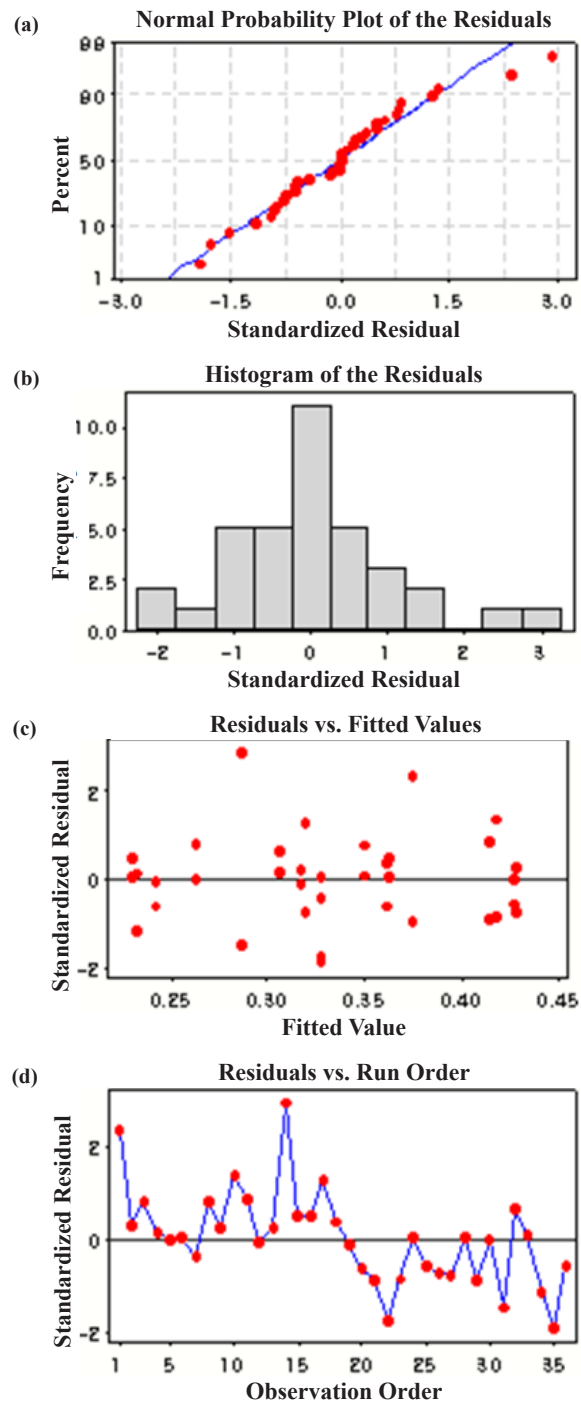 (a) Normal Probability Plot of the Residuals
99
90
50
10
1
Percent
-3.0 -1.5 0.0 1.5 3.0
Standardized Residual
(b) Histogram of the Residuals
10.0
7.5
5.0
2.5
0.0
Frequency
-2 -1 0 1 2 3
Standardized Residual
(c) Residuals vs. Fitted Values
2
0
-2
Standardized Residual
0.25 0.30 0.35 0.40 0.45
Fitted Value
(d) Residuals vs. Run Order
2
0
-2
Standardized Residual
1 5 10 15 20 25 30 35
Observation Order